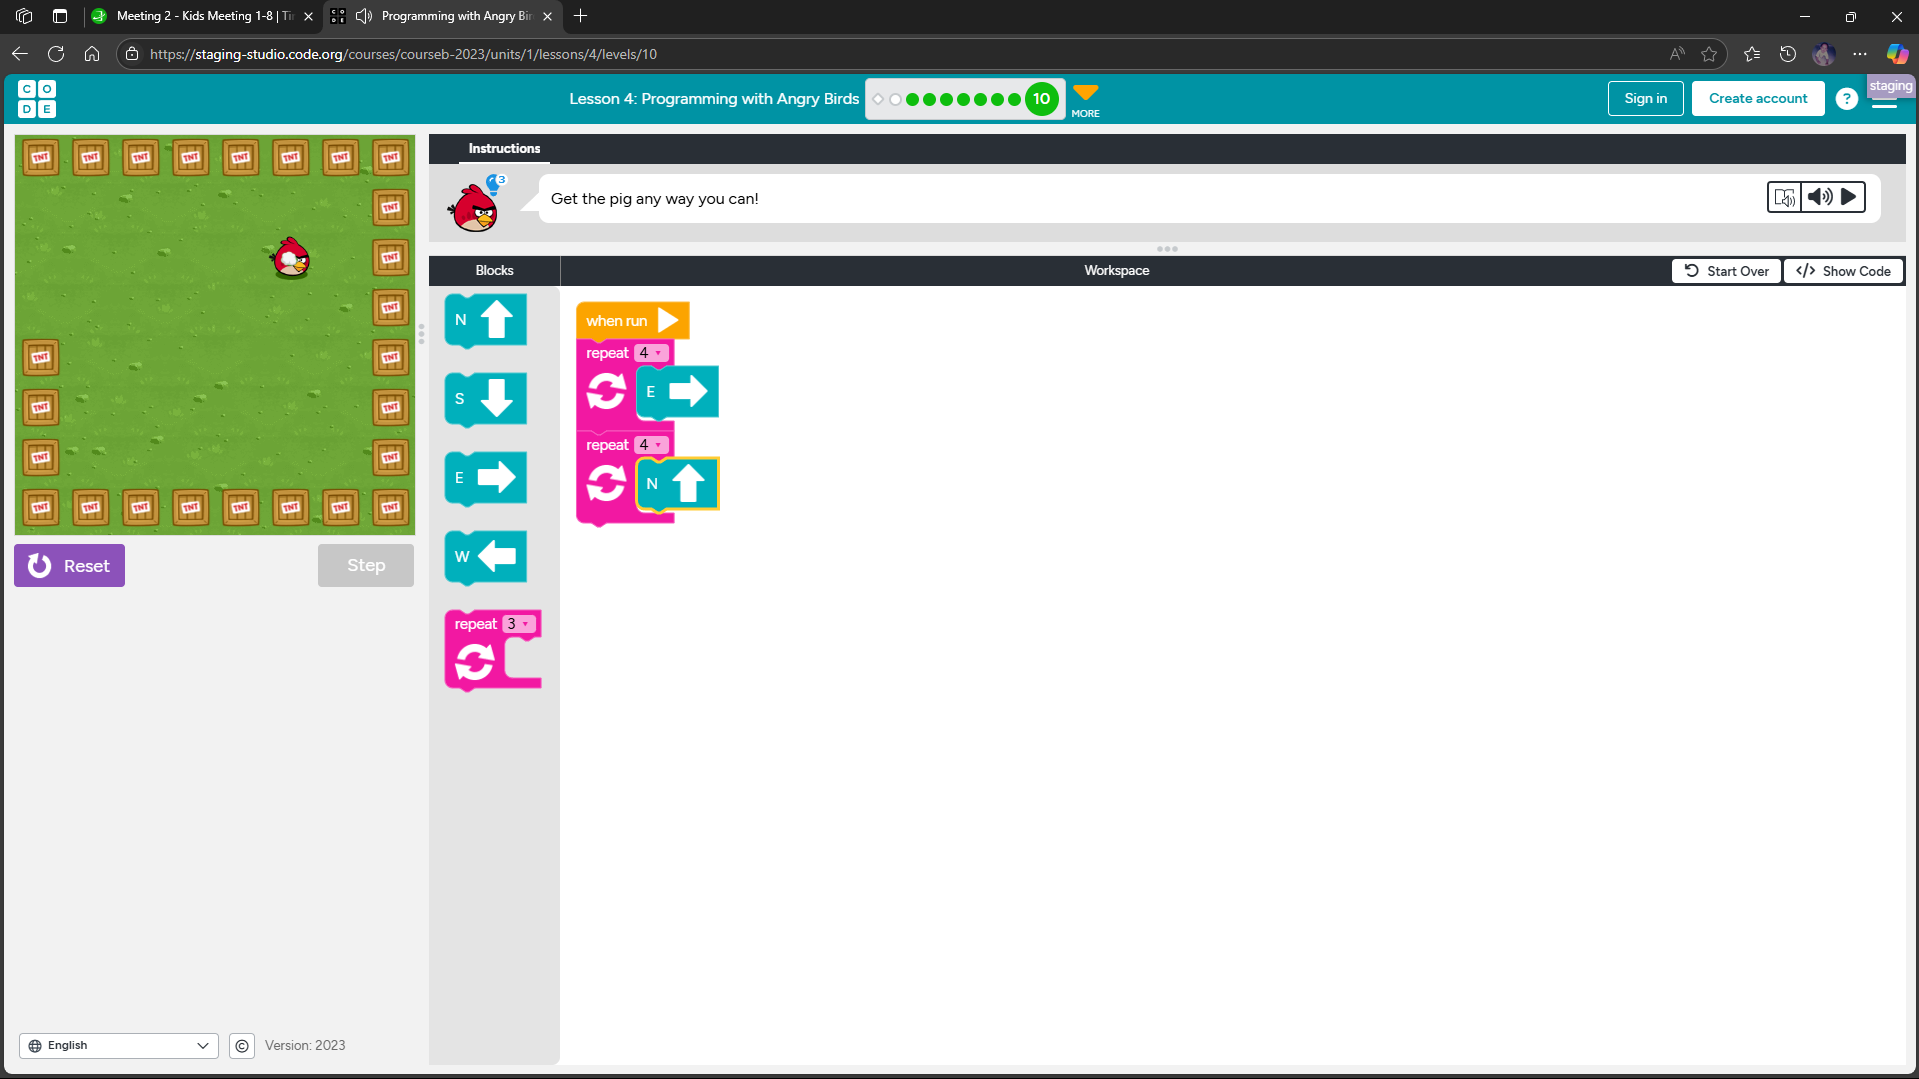 Meeting 2 - Kids Meeting 1-8 | Ti
Programming with Angry Bir
https://staging-studio.code.org/courses/courseb-2023/units/1/lessons/4/levels/10
C O
D E
Lesson 4: Programming with Angry Birds
10
MORE
Sign in
Create account
?
staging
TNT TNT TNT TNT TNT TNT TNT TNT
TNT
TNT
TNT
TNT TNT
TNT TNT
TNT TNT
TNT TNT TNT TNT TNT TNT TNT TNT
Reset
Step
Instructions
3
Get the pig any way you can!
Blocks
Workspace
Start Over
</> Show Code
N
S
E
W
repeat 3
when run
repeat 4
E
repeat 4
N
English
©
Version: 2023